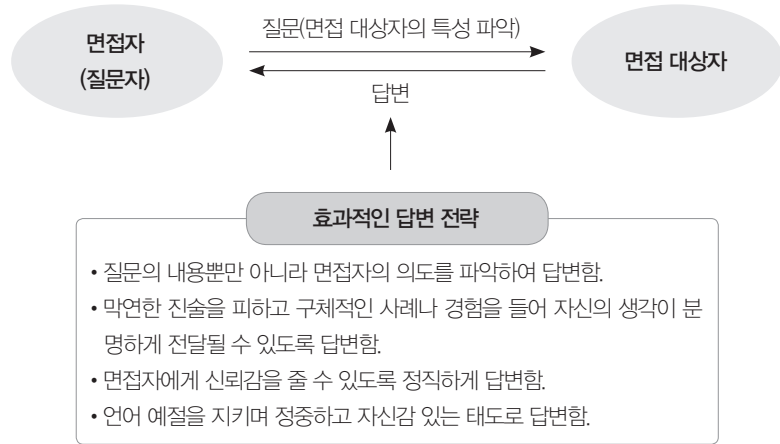 질문(면접 대상자의 특성 파악)
면접자
(질문자)
면접 대상자
답변
효과적인 답변 전략
• 질문의 내용뿐만 아니라 면접자의 의도를 파악하여 답변함.
• 막연한 진술을 피하고 구체적인 사례나 경험을 들어 자신의 생각이 분
명하게 전달될 수 있도록 답변함.
• 면접자에게 신뢰감을 줄 수 있도록 정직하게 답변함.
• 언어 예절을 지키며 정중하고 자신감 있는 태도로 답변함.